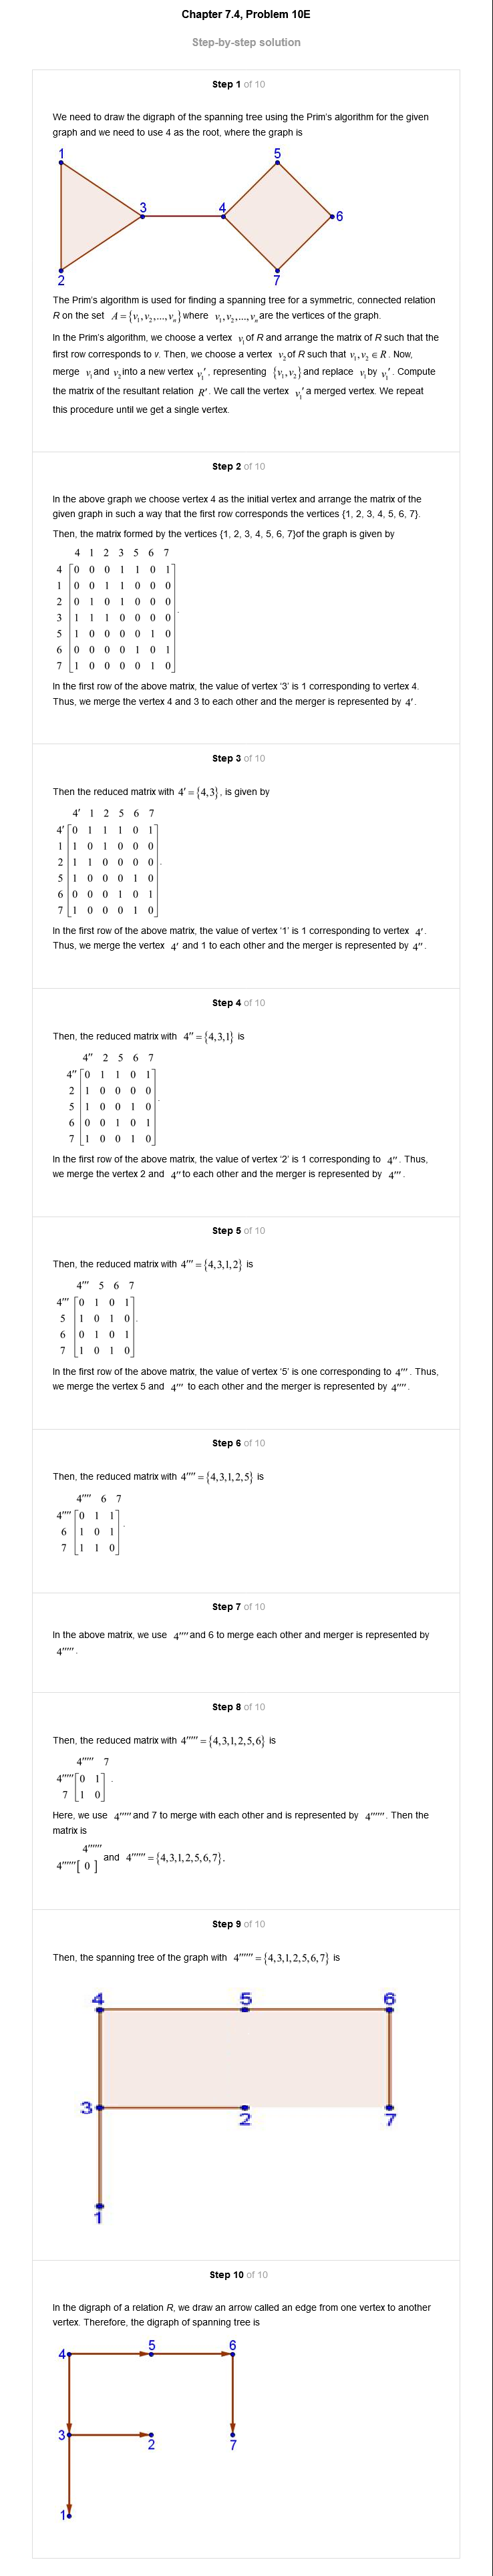 Chapter 7.4, Problem 10E
Step-by-step solution
Step 1 of 10
We need to draw the digraph of the spanning tree using the Prim's algorithm for the given
graph and we need to use 4 as the root, where the graph is
1 5
3 4 6
2 7
The Prim's algorithm is used for finding a spanning tree for a symmetric, connected relation
R on the set A = {v₁, v₂, ..., vₙ} where v₁, v₂, ..., vₙ are the vertices of the graph.
In the Prim's algorithm, we choose a vertex v₁ of R and arrange the matrix of R such that the
first row corresponds to v. Then, we choose a vertex v₂ of R such that v₁, v₂ ∈ R. Now,
merge v₁ and v₂ into a new vertex v₁′, representing {v₁, v₂} and replace v₁ by v₁′. Compute
the matrix of the resultant relation R′. We call the vertex v₁′ a merged vertex. We repeat
this procedure until we get a single vertex.
Step 2 of 10
In the above graph we choose vertex 4 as the initial vertex and arrange the matrix of the
given graph in such a way that the first row corresponds the vertices {1, 2, 3, 4, 5, 6, 7}.
Then, the matrix formed by the vertices {1, 2, 3, 4, 5, 6, 7}of the graph is given by
4 1 2 3 5 6 7
4 [0 0 0 1 1 0 1]
1 [0 0 1 1 0 0 0]
2 [0 1 0 1 0 0 0]
3 [1 1 1 0 0 0 0].
5 [1 0 0 0 0 1 0]
6 [0 0 0 0 1 0 1]
7 [1 0 0 0 0 1 0]
In the first row of the above matrix, the value of vertex '3' is 1 corresponding to vertex 4.
Thus, we merge the vertex 4 and 3 to each other and the merger is represented by 4′.
Step 3 of 10
Then the reduced matrix with 4′ = {4,3}, is given by
4′ 1 2 5 6 7
4′ [0 1 1 1 0 1]
1 [1 0 1 0 0 0]
2 [1 1 0 0 0 0].
5 [1 0 0 0 1 0]
6 [0 0 0 1 0 1]
7 [1 0 0 0 1 0]
In the first row of the above matrix, the value of vertex '1' is 1 corresponding to vertex 4′.
Thus, we merge the vertex 4′ and 1 to each other and the merger is represented by 4″.
Step 4 of 10
Then, the reduced matrix with 4″ = {4,3,1} is
4″ 2 5 6 7
4″ [0 1 1 0 1]
2 [1 0 0 0 0]
5 [1 0 0 1 0].
6 [0 0 1 0 1]
7 [1 0 0 1 0]
In the first row of the above matrix, the value of vertex '2' is 1 corresponding to 4″. Thus,
we merge the vertex 2 and 4″ to each other and the merger is represented by 4‴.
Step 5 of 10
Then, the reduced matrix with 4‴ = {4,3,1,2} is
4‴ 5 6 7
4‴ [0 1 0 1]
5 [1 0 1 0].
6 [0 1 0 1]
7 [1 0 1 0]
In the first row of the above matrix, the value of vertex '5' is one corresponding to 4‴. Thus,
we merge the vertex 5 and 4‴ to each other and the merger is represented by 4′′′′.
Step 6 of 10
Then, the reduced matrix with 4′′′′ = {4,3,1,2,5} is
4′′′′ 6 7
4′′′′ [0 1 1]
6 [1 0 1].
7 [1 1 0]
Step 7 of 10
In the above matrix, we use 4′′′′ and 6 to merge each other and merger is represented by
4′′′′′.
Step 8 of 10
Then, the reduced matrix with 4′′′′′ = {4,3,1,2,5,6} is
4′′′′′ 7
4′′′′′ [0 1].
7 [1 0]
Here, we use 4′′′′′ and 7 to merge with each other and is represented by 4′′′′′′. Then the
matrix is
4′′′′′′
4′′′′′′ [ 0 ] and 4′′′′′′ = {4,3,1,2,5,6,7}.
Step 9 of 10
Then, the spanning tree of the graph with 4′′′′′′ = {4,3,1,2,5,6,7} is
4 5 6
3 2 7
1
Step 10 of 10
In the digraph of a relation R, we draw an arrow called an edge from one vertex to another
vertex. Therefore, the digraph of spanning tree is
4 5 6
3 2 7
1